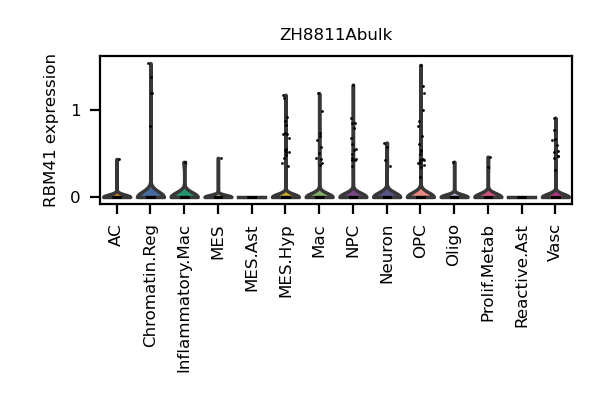 ZH8811Abulk
RBM41 expression
1
0
AC
Chromatin.Reg
Inflammatory.Mac
MES
MES.Ast
MES.Hyp
Mac
NPC
Neuron
OPC
Oligo
Prolif.Metab
Reactive.Ast
Vasc